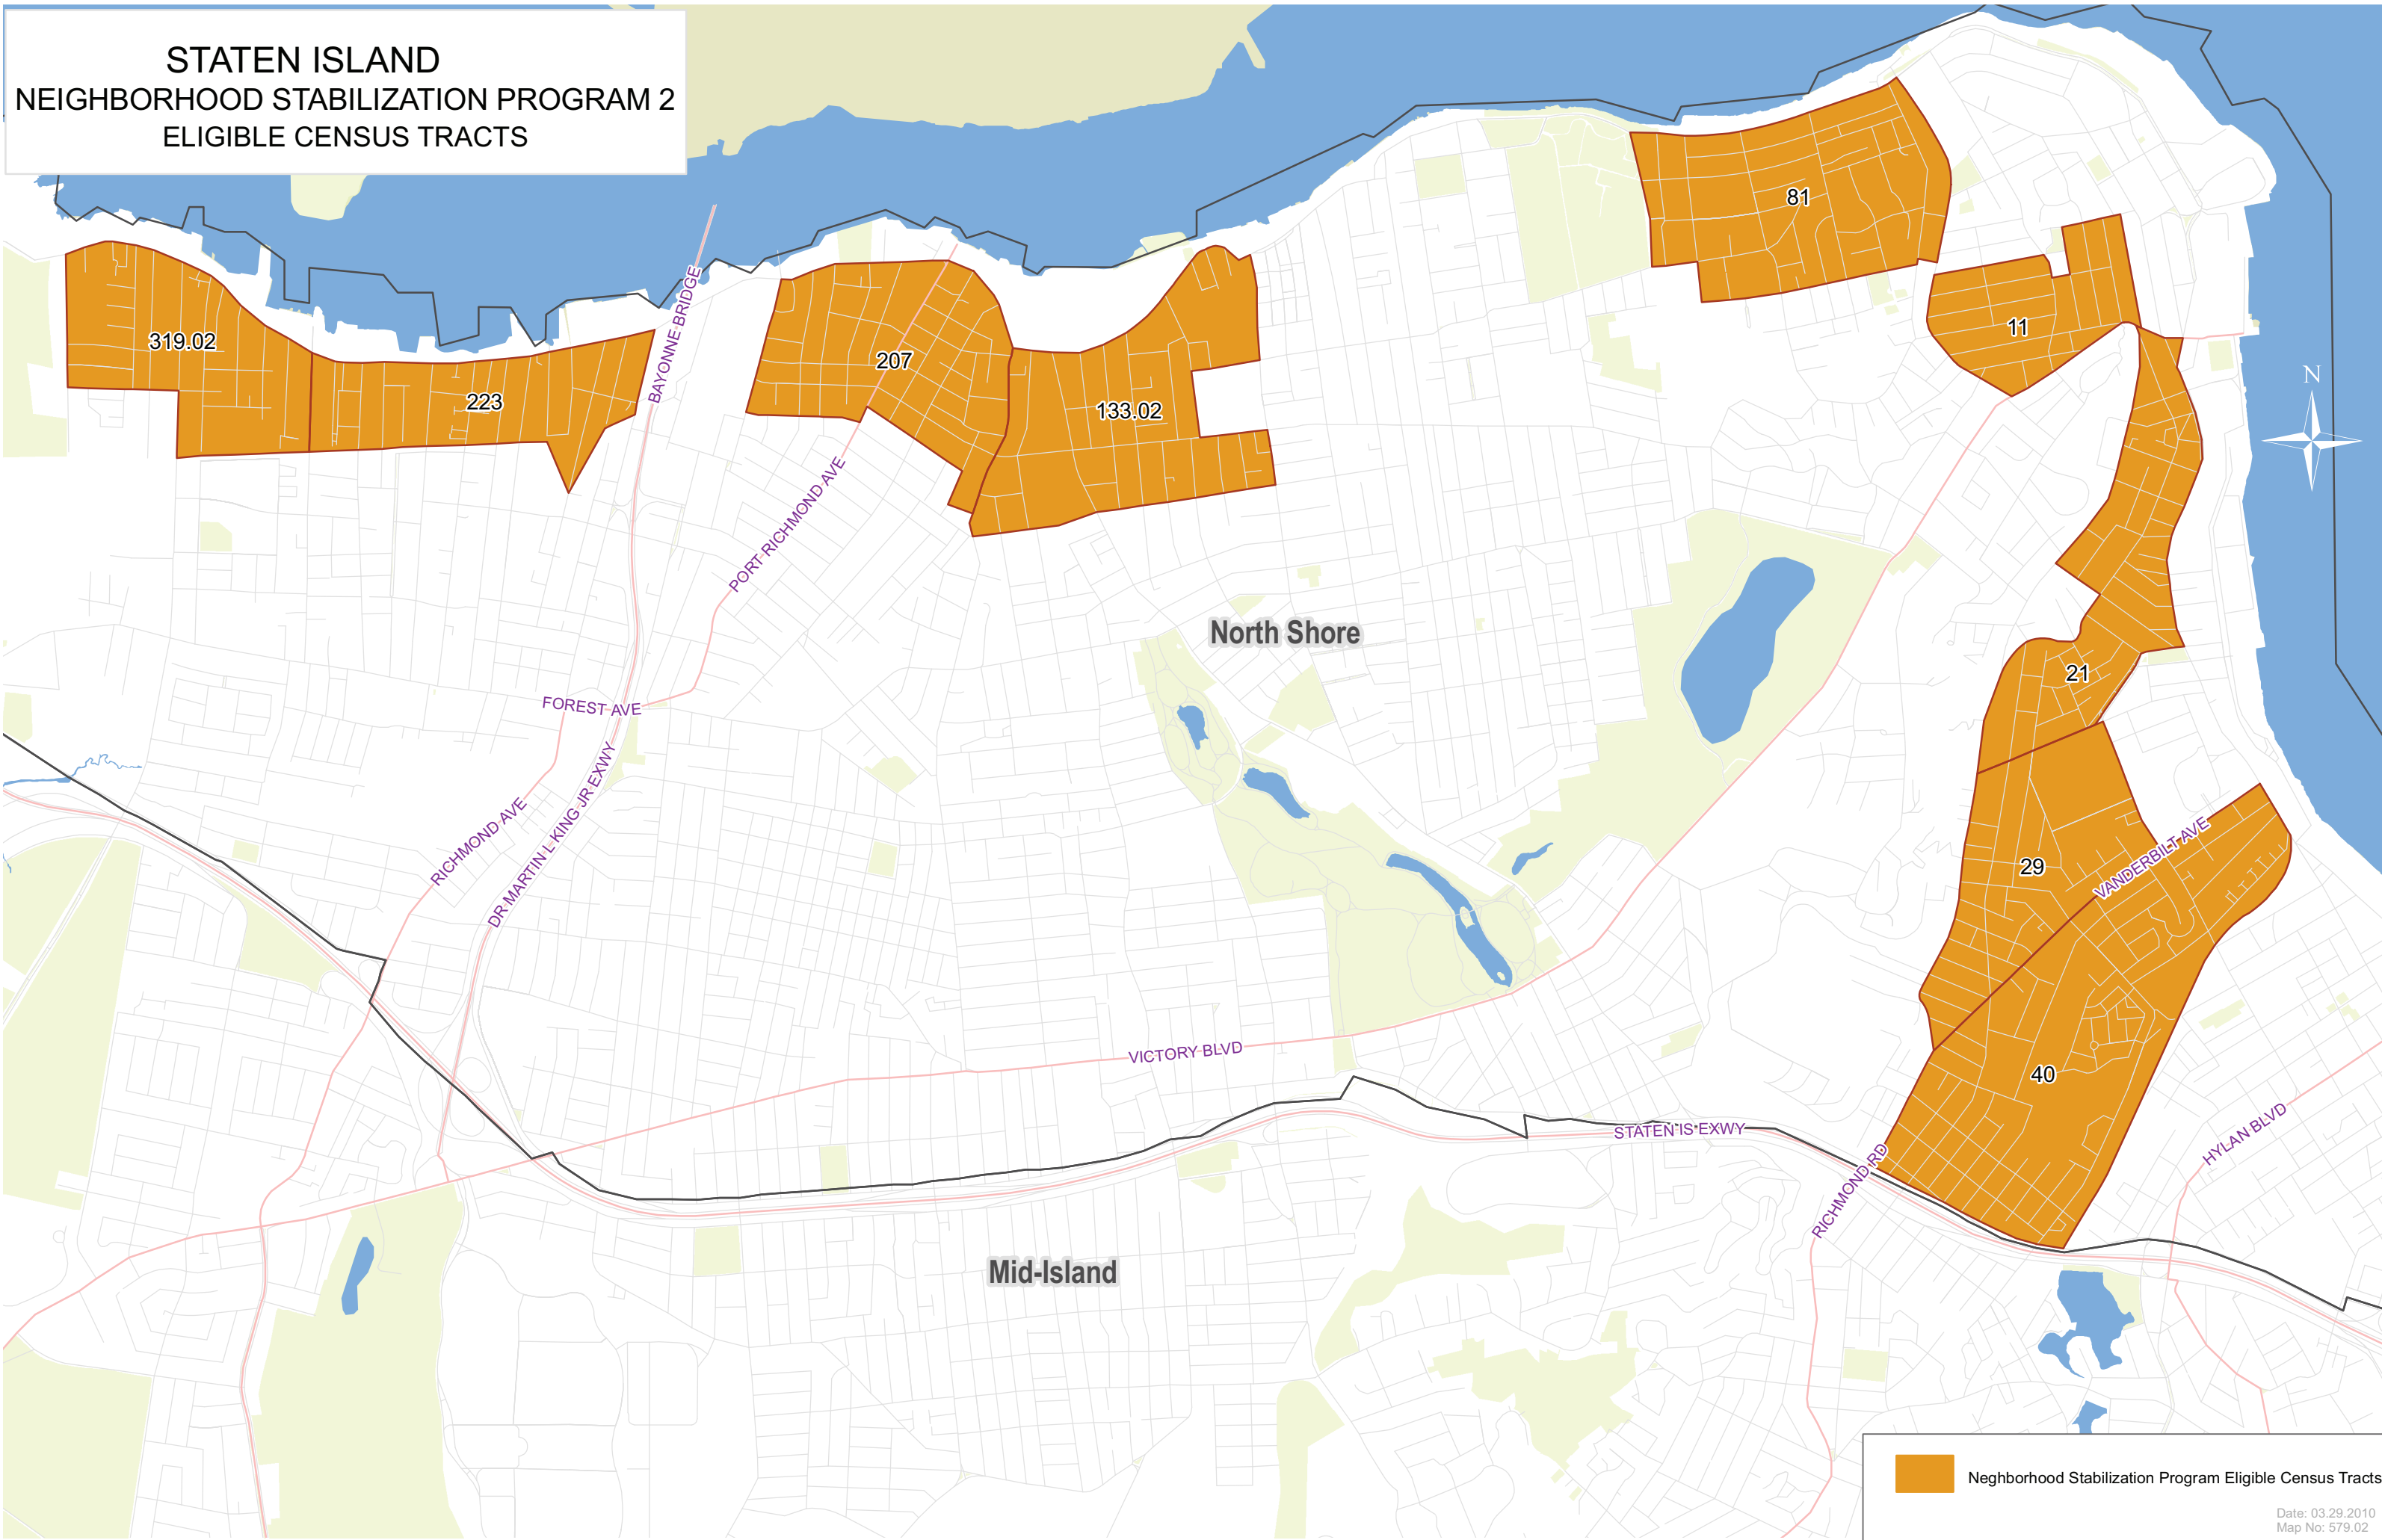 STATEN ISLAND
NEIGHBORHOOD STABILIZATION PROGRAM 2
ELIGIBLE CENSUS TRACTS
81
BAYONNE BRIDGE
319.02
11
207
223
133.02
N
PORT RICHMOND AVE
North Shore
21
FOREST AVE
RICHMOND AVE
DR MARTIN L KING JR EXWY
29
VANDERBILT AVE
VICTORY BLVD
40
STATEN IS EXWY
HYLAN BLVD
RICHMOND RD
Mid-Island
Neghborhood Stabilization Program Eligible Census Tracts
Date: 03.29.2010
Map No: 579.02